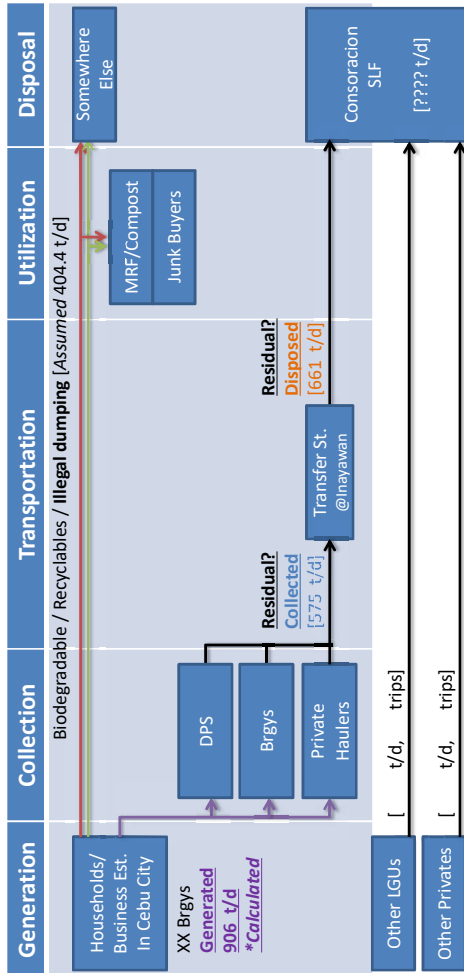 Generation
Collection
Transportation
Utilization
Disposal
Biodegradable / Recyclables / Illegal dumping [Assumed 404.4 t/d]
Households/
Business Est.
In Cebu City
XX Brgys
Generated
906 t/d
*Calculated
DPS
Brgys
Private
Haulers
Residual?
Collected
[575 t/d]
Transfer St.
@Inayawan
Residual?
Disposed
[661 t/d]
MRF/Compost
Junk Buyers
Somewhere
Else
Consoracion
SLF
[???? t/d]
Other LGUs
[ t/d, trips]
Other Privates
[ t/d, trips]